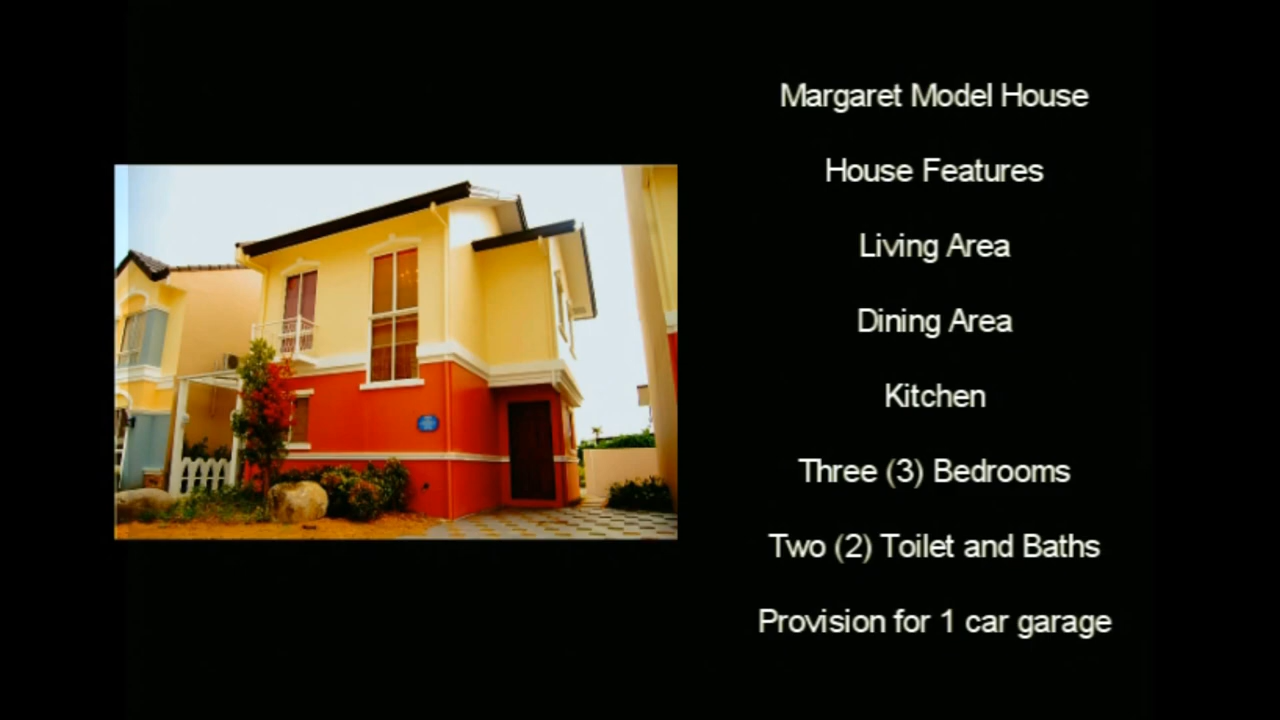 Margaret Model House
House Features
Living Area
Dining Area
Kitchen
Three (3) Bedrooms
Two (2) Toilet and Baths
Provision for 1 car garage